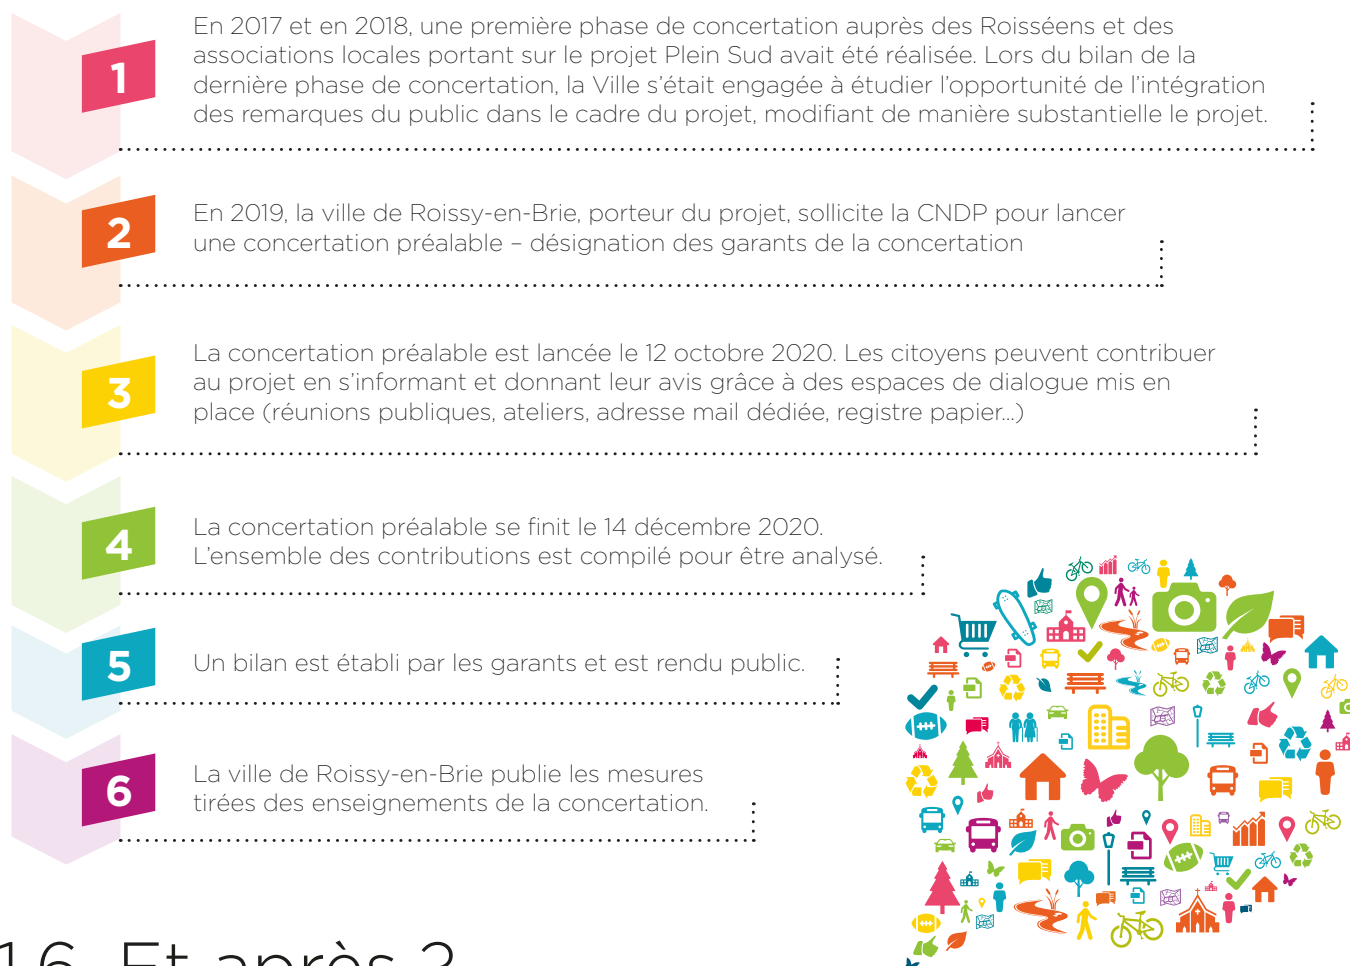 En 2017 et en 2018, une première phase de concertation auprès des Roisséens et des
associations locales portant sur le projet Plein Sud avait été réalisée. Lors du bilan de la
1
dernière phase de concertation, la Ville s’était engagée à étudier l’opportunité de l’intégration
des remarques du public dans le cadre du projet, modifiant de manière substantielle le projet.
2
En 2019, la ville de Roissy-en-Brie, porteur du projet, sollicite la CNDP pour lancer
une concertation préalable – désignation des garants de la concertation
3
La concertation préalable est lancée le 12 octobre 2020. Les citoyens peuvent contribuer
au projet en s’informant et donnant leur avis grâce à des espaces de dialogue mis en
place (réunions publiques, ateliers, adresse mail dédiée, registre papier...)
4
La concertation préalable se finit le 14 décembre 2020.
L’ensemble des contributions est compilé pour être analysé.
5
Un bilan est établi par les garants et est rendu public.
6
La ville de Roissy-en-Brie publie les mesures
tirées des enseignements de la concertation.
1.6. Et après ?